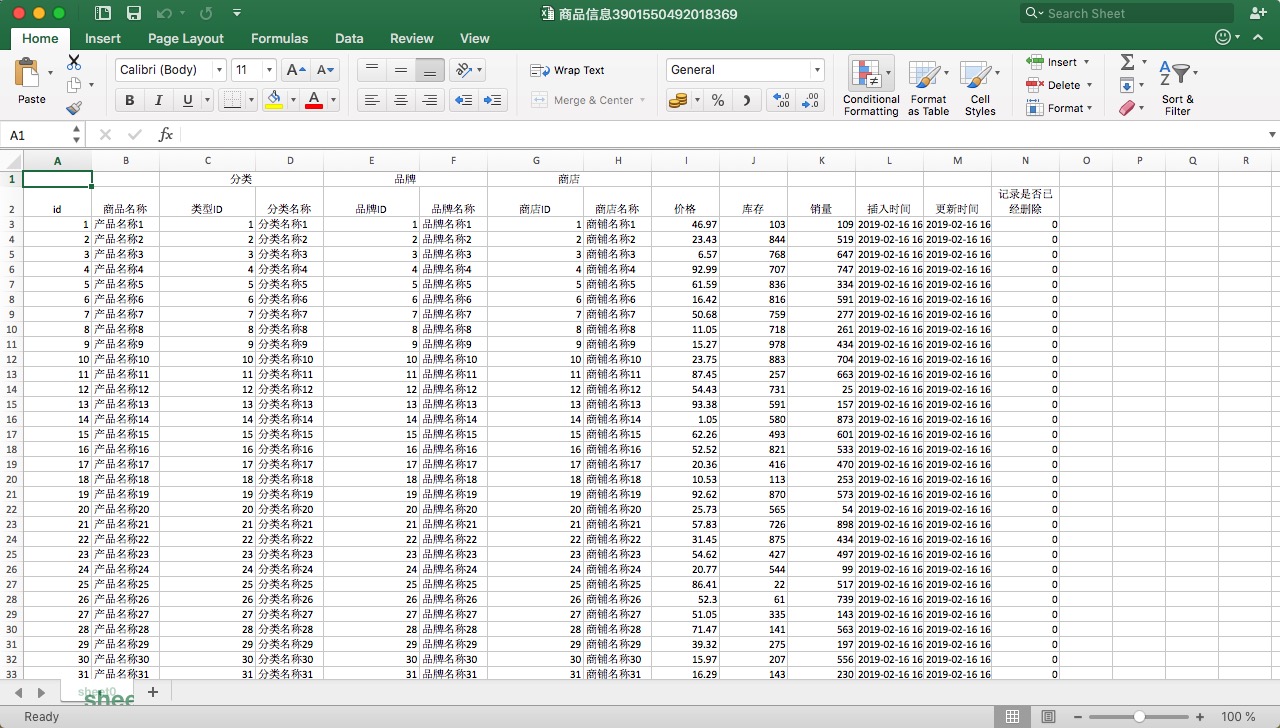 商品信息3901550492018369
Search Sheet
Home Insert Page Layout Formulas Data Review View
Calibri (Body) 11 A A Wrap Text General Insert
Delete
Paste B I U A Merge & Center % Conditional Formatting Format as Table Cell Styles Format Sort & Filter
A1 fx
A B C D E F G H I J K L M N O P Q R
1 分类 品牌 商店
2 id 商品名称 类型ID 分类名称 品牌ID 品牌名称 商店ID 商铺名称 价格 库存 销量 插入时间 更新时间 记录是否已经删除
3 1 产品名称1 1 分类名称1 1 品牌名称1 1 商铺名称1 46.97 103 109 2019-02-16 16 2019-02-16 16 0
4 2 产品名称2 2 分类名称2 2 品牌名称2 2 商铺名称2 23.43 844 519 2019-02-16 16 2019-02-16 16 0
5 3 产品名称3 3 分类名称3 3 品牌名称3 3 商铺名称3 6.57 768 647 2019-02-16 16 2019-02-16 16 0
6 4 产品名称4 4 分类名称4 4 品牌名称4 4 商铺名称4 92.99 707 747 2019-02-16 16 2019-02-16 16 0
7 5 产品名称5 5 分类名称5 5 品牌名称5 5 商铺名称5 61.59 836 334 2019-02-16 16 2019-02-16 16 0
8 6 产品名称6 6 分类名称6 6 品牌名称6 6 商铺名称6 16.42 816 591 2019-02-16 16 2019-02-16 16 0
9 7 产品名称7 7 分类名称7 7 品牌名称7 7 商铺名称7 50.68 759 277 2019-02-16 16 2019-02-16 16 0
10 8 产品名称8 8 分类名称8 8 品牌名称8 8 商铺名称8 11.05 718 261 2019-02-16 16 2019-02-16 16 0
11 9 产品名称9 9 分类名称9 9 品牌名称9 9 商铺名称9 15.27 978 434 2019-02-16 16 2019-02-16 16 0
12 10 产品名称10 10 分类名称10 10 品牌名称10 10 商铺名称10 23.75 883 704 2019-02-16 16 2019-02-16 16 0
13 11 产品名称11 11 分类名称11 11 品牌名称11 11 商铺名称11 87.45 257 663 2019-02-16 16 2019-02-16 16 0
14 12 产品名称12 12 分类名称12 12 品牌名称12 12 商铺名称12 54.43 731 25 2019-02-16 16 2019-02-16 16 0
15 13 产品名称13 13 分类名称13 13 品牌名称13 13 商铺名称13 93.38 591 157 2019-02-16 16 2019-02-16 16 0
16 14 产品名称14 14 分类名称14 14 品牌名称14 14 商铺名称14 1.05 580 873 2019-02-16 16 2019-02-16 16 0
17 15 产品名称15 15 分类名称15 15 品牌名称15 15 商铺名称15 62.26 493 601 2019-02-16 16 2019-02-16 16 0
18 16 产品名称16 16 分类名称16 16 品牌名称16 16 商铺名称16 52.52 821 533 2019-02-16 16 2019-02-16 16 0
19 17 产品名称17 17 分类名称17 17 品牌名称17 17 商铺名称17 20.36 416 470 2019-02-16 16 2019-02-16 16 0
20 18 产品名称18 18 分类名称18 18 品牌名称18 18 商铺名称18 10.53 113 253 2019-02-16 16 2019-02-16 16 0
21 19 产品名称19 19 分类名称19 19 品牌名称19 19 商铺名称19 92.62 870 573 2019-02-16 16 2019-02-16 16 0
22 20 产品名称20 20 分类名称20 20 品牌名称20 20 商铺名称20 25.73 565 54 2019-02-16 16 2019-02-16 16 0
23 21 产品名称21 21 分类名称21 21 品牌名称21 21 商铺名称21 57.83 726 898 2019-02-16 16 2019-02-16 16 0
24 22 产品名称22 22 分类名称22 22 品牌名称22 22 商铺名称22 31.45 875 434 2019-02-16 16 2019-02-16 16 0
25 23 产品名称23 23 分类名称23 23 品牌名称23 23 商铺名称23 54.62 427 497 2019-02-16 16 2019-02-16 16 0
26 24 产品名称24 24 分类名称24 24 品牌名称24 24 商铺名称24 20.77 544 99 2019-02-16 16 2019-02-16 16 0
27 25 产品名称25 25 分类名称25 25 品牌名称25 25 商铺名称25 86.41 22 517 2019-02-16 16 2019-02-16 16 0
28 26 产品名称26 26 分类名称26 26 品牌名称26 26 商铺名称26 52.3 61 739 2019-02-16 16 2019-02-16 16 0
29 27 产品名称27 27 分类名称27 27 品牌名称27 27 商铺名称27 51.05 335 143 2019-02-16 16 2019-02-16 16 0
30 28 产品名称28 28 分类名称28 28 品牌名称28 28 商铺名称28 71.47 141 563 2019-02-16 16 2019-02-16 16 0
31 29 产品名称29 29 分类名称29 29 品牌名称29 29 商铺名称29 39.32 275 197 2019-02-16 16 2019-02-16 16 0
32 30 产品名称30 30 分类名称30 30 品牌名称30 30 商铺名称30 15.97 207 556 2019-02-16 16 2019-02-16 16 0
33 31 产品名称31 31 分类名称31 31 品牌名称31 31 商铺名称31 16.29 143 230 2019-02-16 16 2019-02-16 16 0
sheet0
shee
Ready 100 %